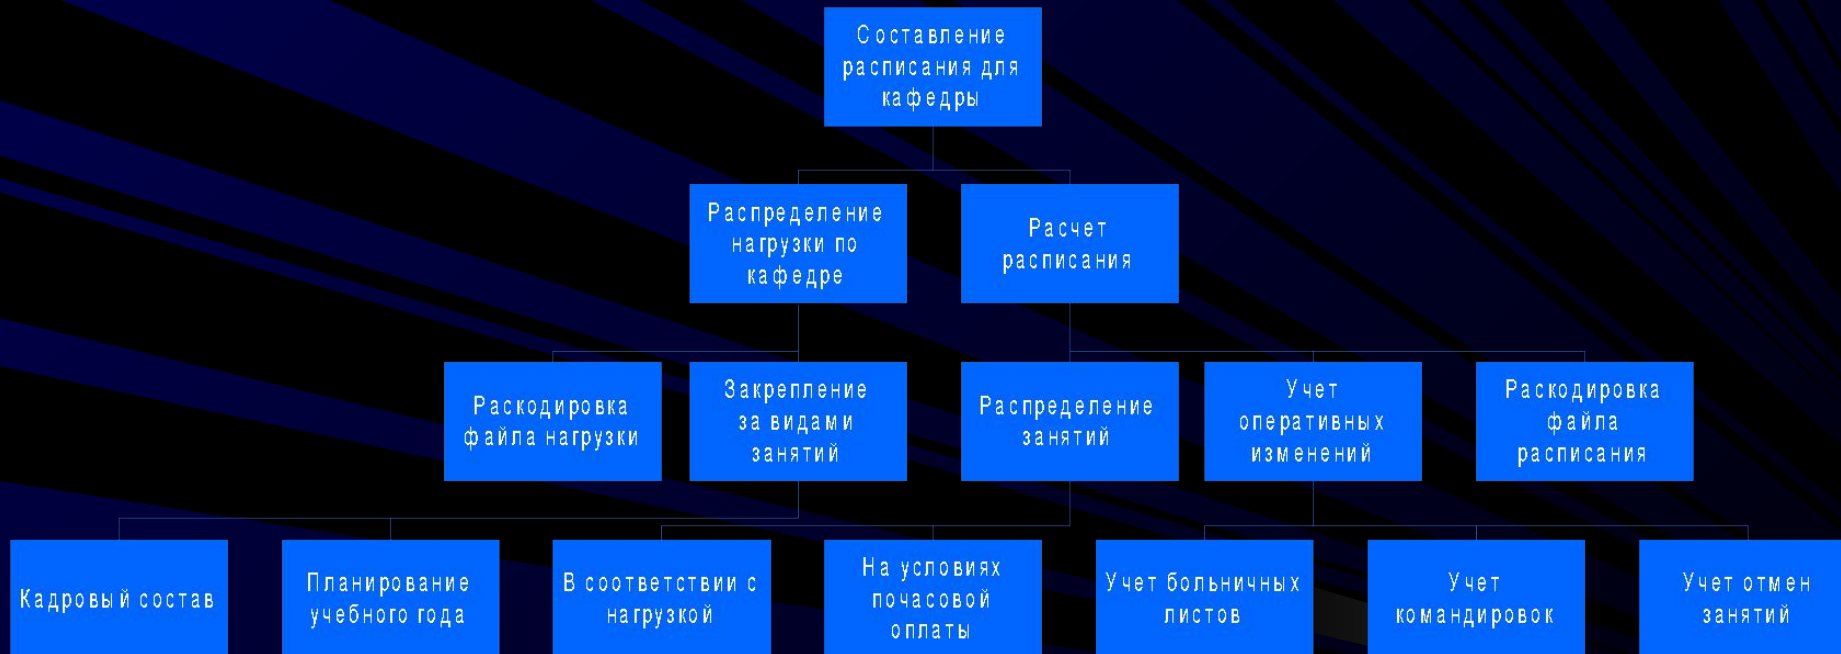 Составление
расписания для
кафедры
Распределение
нагрузки по
кафедре
Расчет
расписания
Раскодировка
файла нагрузки
Закрепление
за видами
занятий
Распределение
занятий
Учет
оперативных
изменений
Раскодировка
файла
расписания
Кадровый состав
Планирование
учебного года
В соответствии с
нагрузкой
На условиях
почасовой
оплаты
Учет больничных
листов
Учет
командировок
Учет отмен
занятий